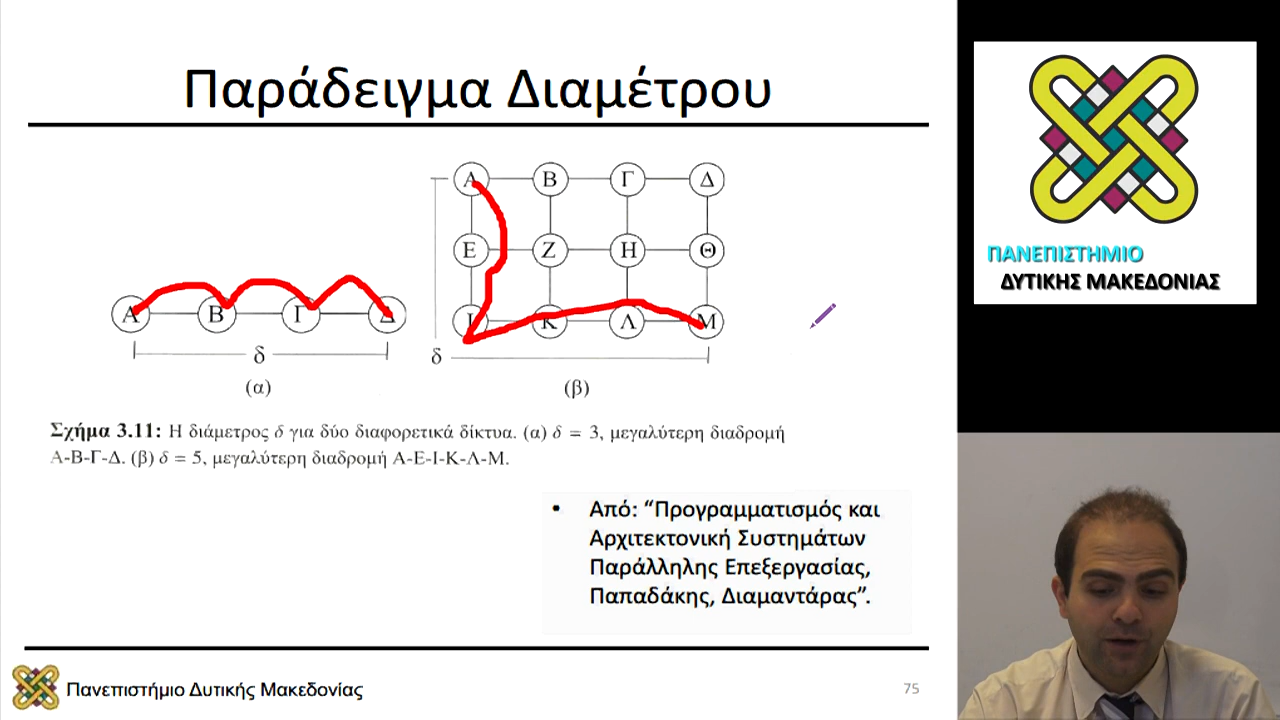 Παράδειγμα Διαμέτρου
Α Β Γ Δ
δ
(α)
Α Β Γ Δ
Ε Ζ Η Θ
Ι Κ Λ Μ
δ
(β)
Σχήμα 3.11: Η διάμετρος δ για δύο διαφορετικά δίκτυα. (α) δ = 3, μεγαλύτερη διαδρομή
Α-Β-Γ-Δ. (β) δ = 5, μεγαλύτερη διαδρομή Α-Ε-Ι-Κ-Λ-Μ.
• Από: “Προγραμματισμός και
Αρχιτεκτονική Συστημάτων
Παράλληλης Επεξεργασίας,
Παπαδάκης, Διαμαντάρας”.
Πανεπιστήμιο Δυτικής Μακεδονίας
75
ΠΑΝΕΠΙΣΤΗΜΙΟ
ΔΥΤΙΚΗΣ ΜΑΚΕΔΟΝΙΑΣ